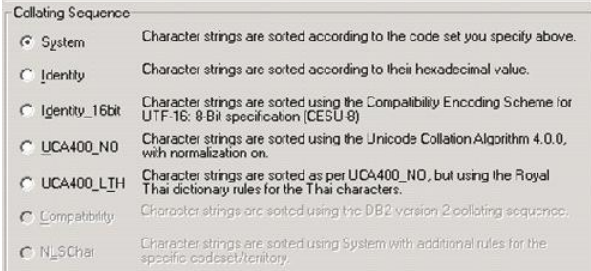 Collating Sequence
System
Character strings are sorted according to the code set you specify above.
Identity
Character strings are sorted according to their hexadecimal value.
Identity_16bit
Character strings are sorted using the Compatibility Encoding Scheme for
UTF-16: 8-Bit specification (CESU-8)
UCA400_NO
Character strings are sorted using the Unicode Collation Algorithm 4.0.0,
with normalization on.
UCA400_LTH
Character strings are sorted as per UCA400_NO, but using the Royal
Thai dictionary rules for the Thai characters.
Compatibility
Character strings are sorted using the DB2 version 2 collating sequence.
NLSChar
Character strings are sorted using System with additional rules for the
specific codeset/territory.